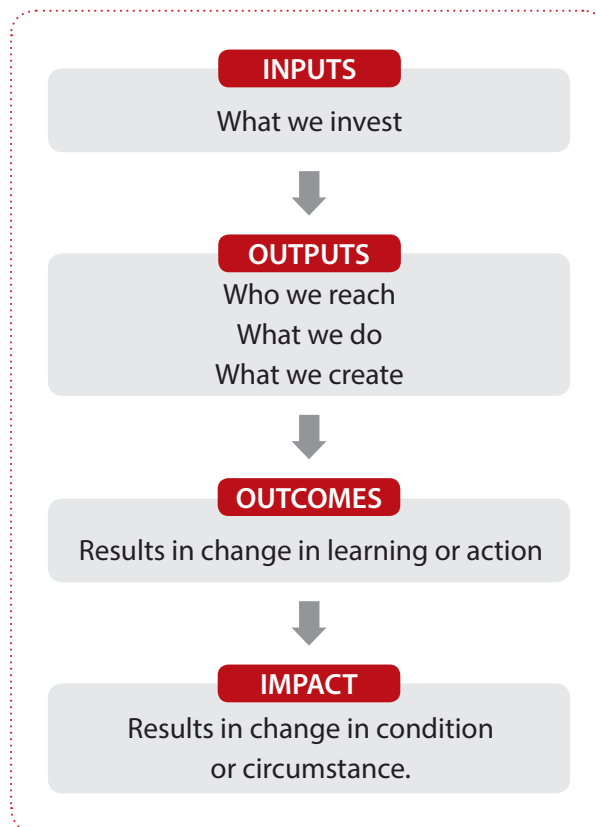 INPUTS
What we invest
OUTPUTS
Who we reach
What we do
What we create
OUTCOMES
Results in change in learning or action
IMPACT
Results in change in condition
or circumstance.